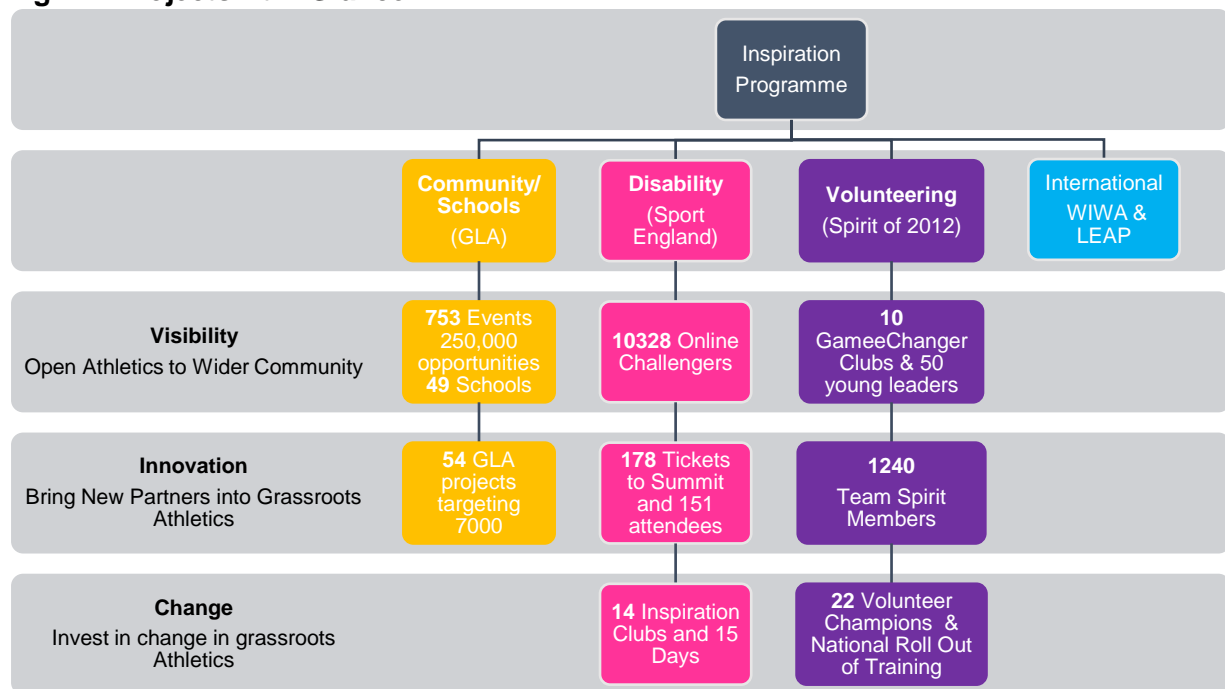 Inspiration
Programme
Community/
Schools
(GLA)
Disability
(Sport
England)
Volunteering
(Spirit of 2012)
International
WIWA &
LEAP
Visibility
Open Athletics to Wider Community
753 Events
250,000
opportunities
49 Schools
10328 Online
Challengers
10
GameeChanger
Clubs & 50
young leaders
Innovation
Bring New Partners into Grassroots
Athletics
54 GLA
projects
targeting
7000
178 Tickets
to Summit
and 151
attendees
1240
Team Spirit
Members
Change
Invest in change in grassroots
Athletics
14 Inspiration
Clubs and 15
Days
22 Volunteer
Champions &
National Roll Out
of Training